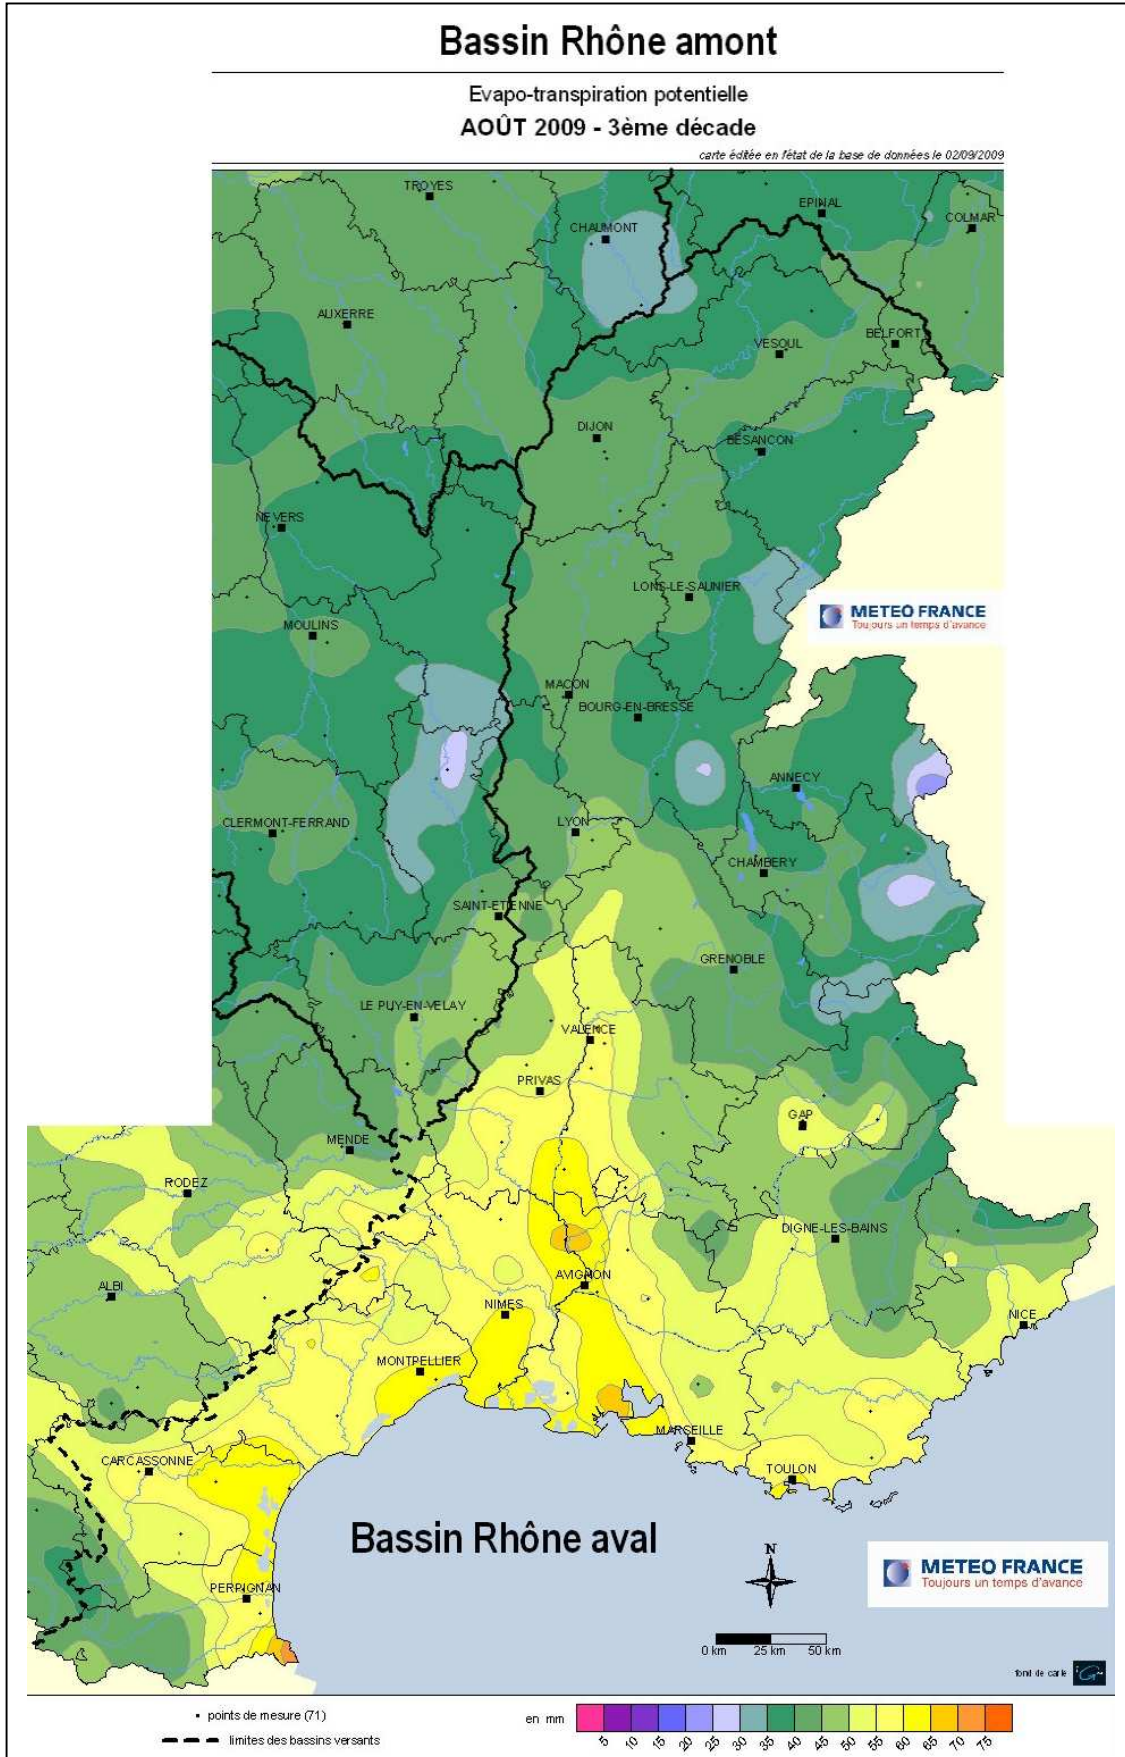 Bassin Rhône amont
Evapo-transpiration potentielle
AOÛT 2009 - 3ème décade
carte éditée en l'état de la base de données le 02/09/2009
TROYES
EPINAL
COLMAR
CHAUMONT
AUXERRE
BELFORT
VESOUL
DIJON
BESANCON
NEVERS
LONS-LE-SAUNIER
METEO FRANCE
Toujours un temps d'avance
MOULINS
MACON
BOURG-EN-BRESSE
ANNECY
CLERMONT-FERRAND
LYON
CHAMBERY
SAINT-ETIENNE
GRENOBLE
LE PUY-EN-VELAY
VALENCE
PRIVAS
GAP
MENDE
RODEZ
DIGNE-LES-BAINS
AVIGNON
ALBI
NIMES
NICE
MONTPELLIER
MARSEILLE
CARCASSONNE
TOULON
Bassin Rhône aval
N
METEO FRANCE
Toujours un temps d'avance
PERPIGNAN
0 km 25 km 50 km
fond de carte
points de mesure (71)
en mm
5 10 15 20 25 30 35 40 45 50 55 60 65 70 75
limites des bassins versants